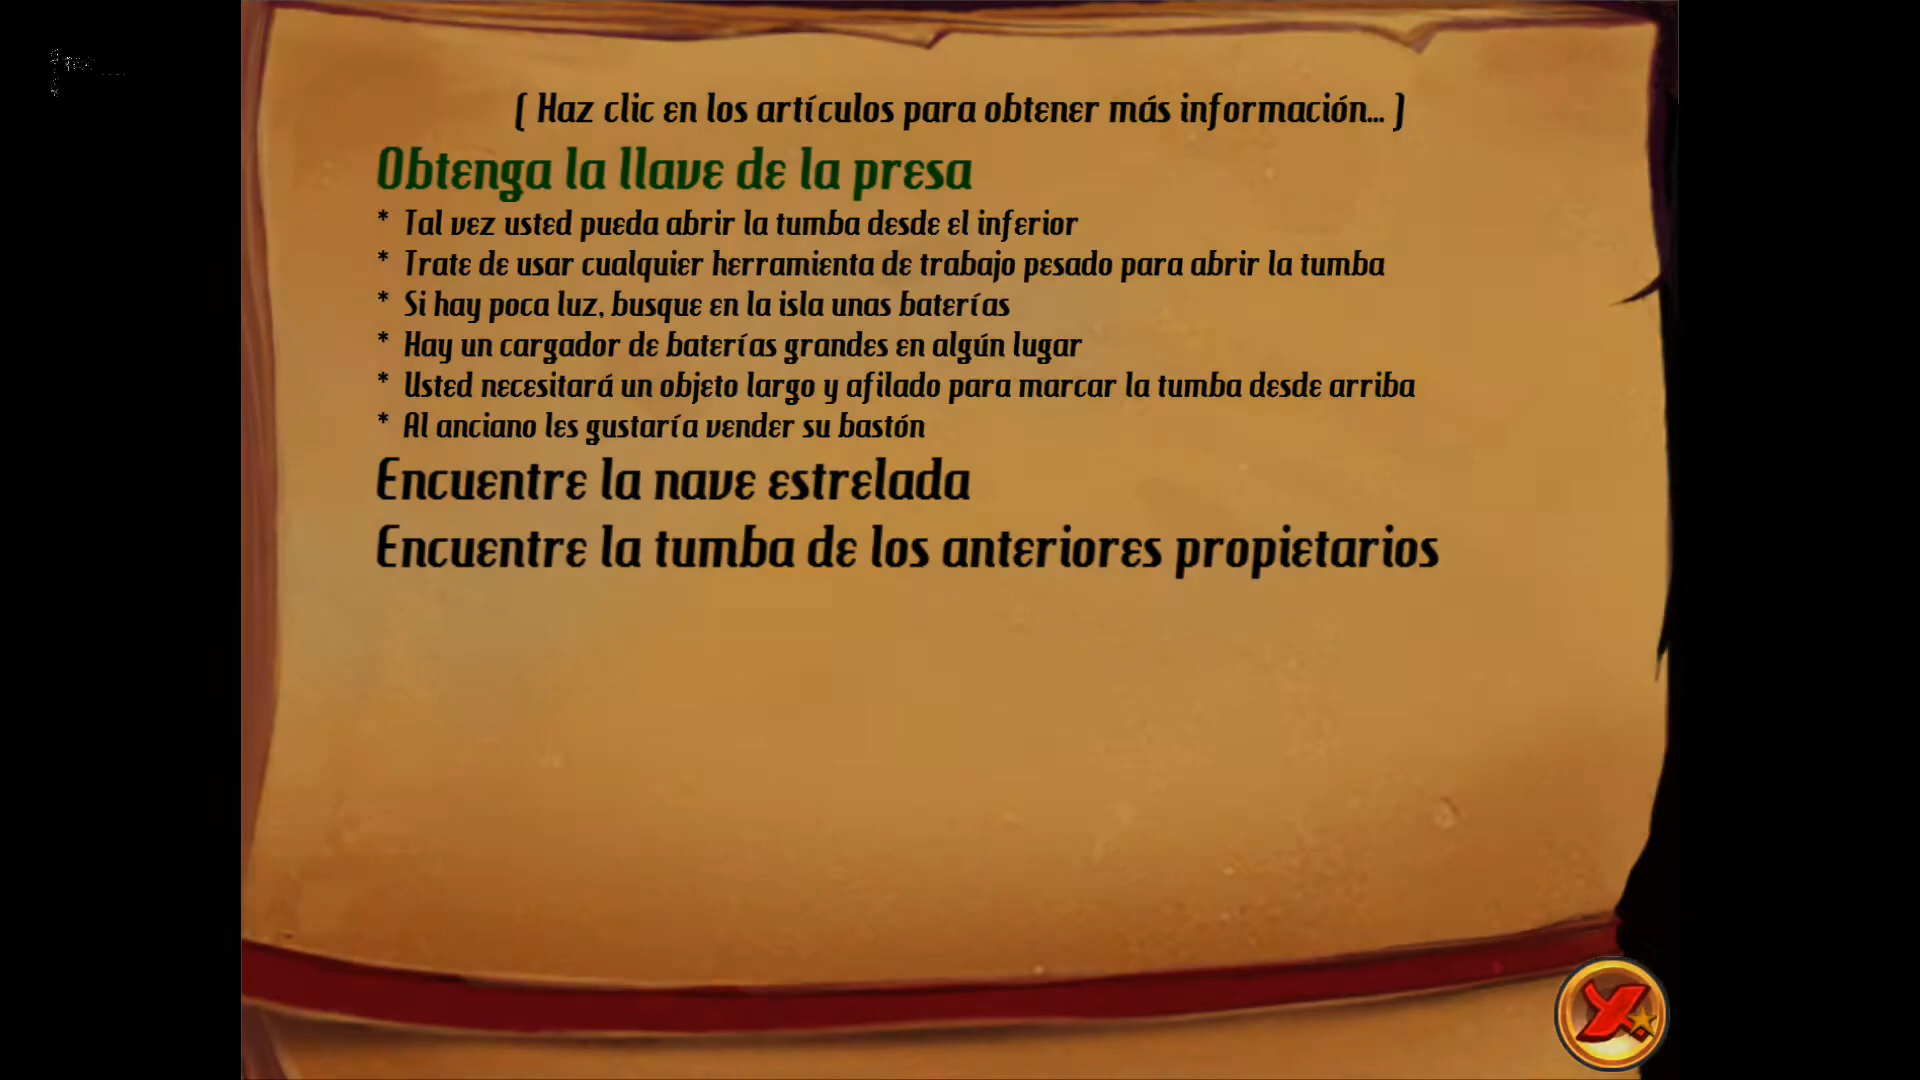 ( Haz clic en los artículos para obtener más información... )
Obtenga la llave de la presa
* Tal vez usted pueda abrir la tumba desde el inferior
* Trate de usar cualquier herramienta de trabajo pesado para abrir la tumba
* Si hay poca luz, busque en la isla unas baterías
* Hay un cargador de baterías grandes en algún lugar
* Usted necesitará un objeto largo y afilado para marcar la tumba desde arriba
* Al anciano les gustaría vender su bastón
Encuentre la nave estrelada
Encuentre la tumba de los anteriores propietarios